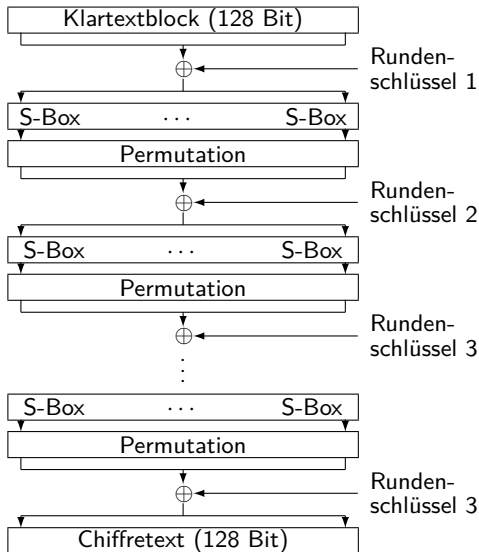 Klartextblock (128 Bit)
Runden-
schlüssel 1
S-Box ... S-Box
Permutation
Runden-
schlüssel 2
S-Box ... S-Box
Permutation
Runden-
schlüssel 3
S-Box ... S-Box
Permutation
Runden-
schlüssel 3
Chiffretext (128 Bit)